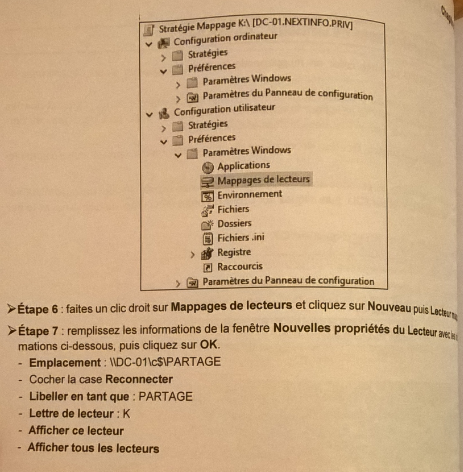 Stratégie Mappage K:\ [DC-01.NEXTINFO.PRIV]
Configuration ordinateur
Stratégies
Préférences
Paramètres Windows
Paramètres du Panneau de configuration
Configuration utilisateur
Stratégies
Préférences
Paramètres Windows
Applications
Mappages de lecteurs
Environnement
Fichiers
Dossiers
Fichiers .ini
Registre
Raccourcis
Paramètres du Panneau de configuration
➢ Étape 6 : faites un clic droit sur Mappages de lecteurs et cliquez sur Nouveau puis Lecteur
➢ Étape 7 : remplissez les informations de la fenêtre Nouvelles propriétés du Lecteur avec les
mations ci-dessous, puis cliquez sur OK.
- Emplacement : \\DC-01\c$\PARTAGE
- Cocher la case Reconnecter
- Libeller en tant que : PARTAGE
- Lettre de lecteur : K
- Afficher ce lecteur
- Afficher tous les lecteurs